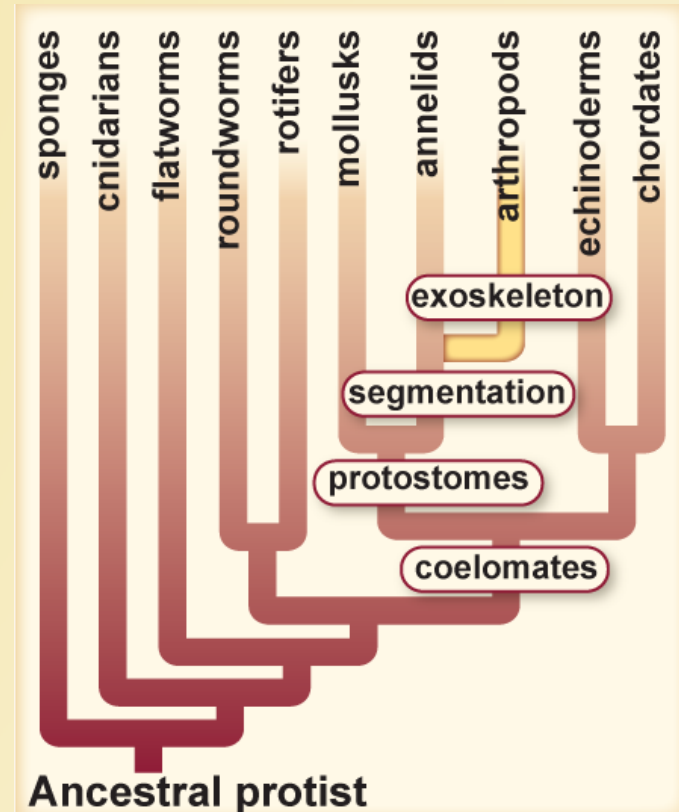 sponges
cnidarians
flatworms
roundworms
rotifers
mollusks
annelids
arthropods
echinoderms
chordates
exoskeleton
segmentation
protostomes
coelomates
Ancestral protist